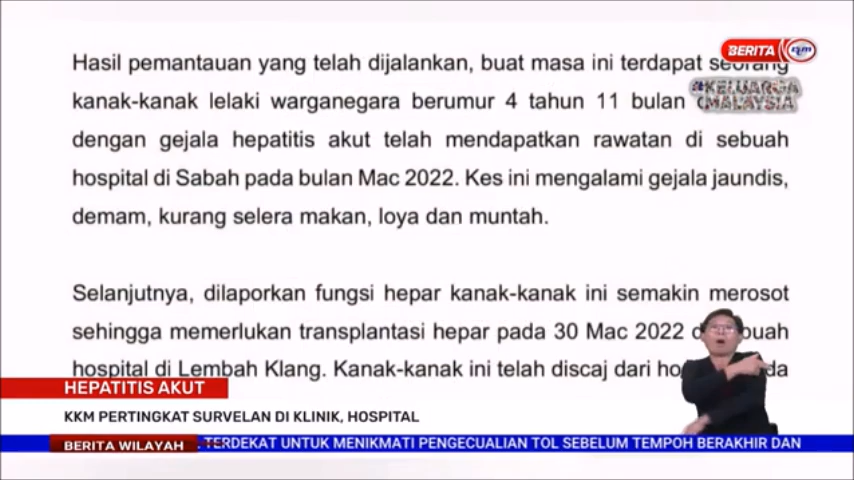 Hasil pemantauan yang telah dijalankan, buat masa ini terdapat seorang
BERITA rtm
kanak-kanak lelaki warganegara berumur 4 tahun 11 bulan
#KELUARGA
MALAYSIA
dengan gejala hepatitis akut telah mendapatkan rawatan di sebuah
hospital di Sabah pada bulan Mac 2022. Kes ini mengalami gejala jaundis,
demam, kurang selera makan, loya dan muntah.
Selanjutnya, dilaporkan fungsi hepar kanak-kanak ini semakin merosot
sehingga memerlukan transplantasi hepar pada 30 Mac 2022
hospital di Lembah Klang. Kanak-kanak ini telah discaj dari
HEPATITIS AKUT
KKM PERTINGKAT SURVELAN DI KLINIK, HOSPITAL
BERITA WILAYAH TERDEKAT UNTUK MENIKMATI PENGECUALIAN TOL SEBELUM TEMPOH BERAKHIR DAN